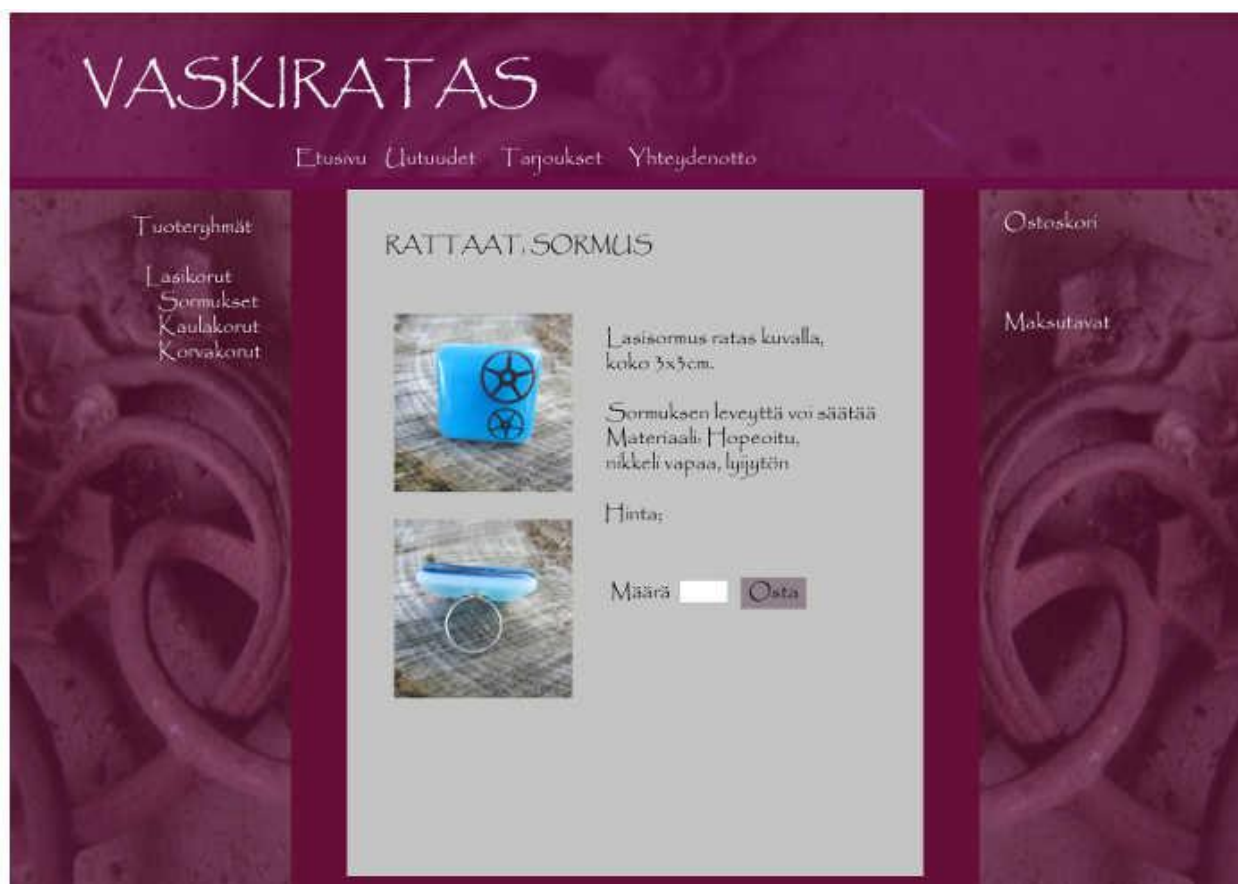 VASKIRATAS
Etusivu Uutuudet Tarjoukset Yhteydenotto
Tuoteryhmät
Lasikorut
Sormukset
Kaulakorut
Korvakorut
RATTAAT, SORMUS
Lasisormus ratas kuvalla,
koko 3x3cm.
Sormuksen leveyttä voi säätää
Materiaali: Hopeoitu,
nikkeli vapaa, lyijytön
Hinta;
Määrä Osta
Ostoskori
Maksutavat